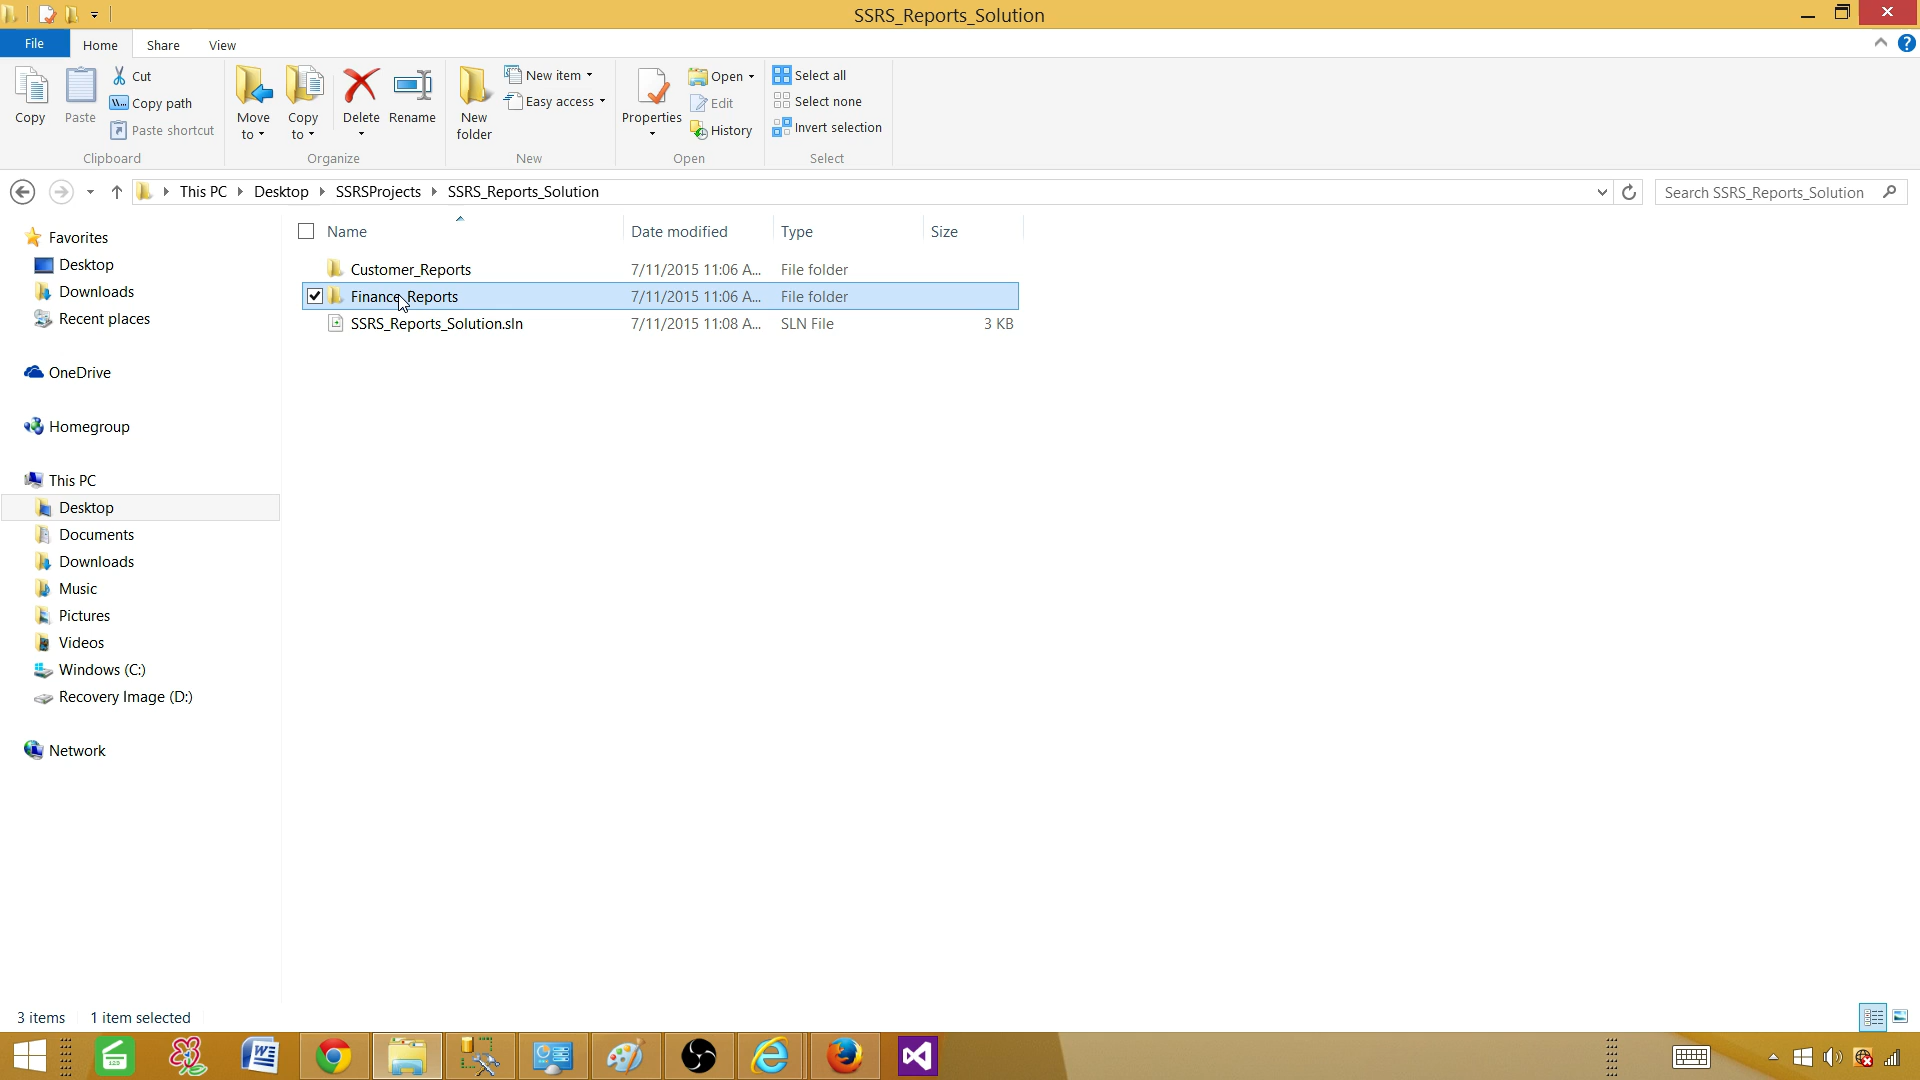 SSRS_Reports_Solution
File Home Share View
Copy
Paste
Cut
Copy path
Paste shortcut
Clipboard
Move to
Copy to
Delete
Rename
Organize
New folder
New item
Easy access
New
Properties
Open
Edit
History
Open
Select all
Select none
Invert selection
Select
This PC Desktop SSRSProjects SSRS_Reports_Solution
Search SSRS_Reports_Solution
Favorites
Desktop
Downloads
Recent places
OneDrive
Homegroup
This PC
Desktop
Documents
Downloads
Music
Pictures
Videos
Windows (C:)
Recovery Image (D:)
Network
Name Date modified Type Size
Customer_Reports 7/11/2015 11:06 A... File folder
Finance_Reports 7/11/2015 11:06 A... File folder
SSRS_Reports_Solution.sln 7/11/2015 11:08 A... SLN File 3 KB
3 items 1 item selected